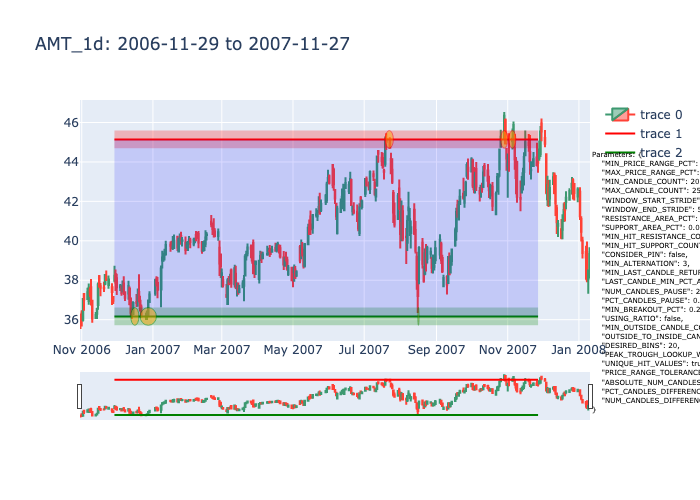 AMT_1d: 2006-11-29 to 2007-11-27
46
44
42
40
38
36
Nov 2006
Jan 2007
Mar 2007
May 2007
Jul 2007
Sep 2007
Nov 2007
Jan 2008
trace 0
trace 1
trace 2
Parameters: {
"MIN_PRICE_RANGE_PCT":
"MAX_PRICE_RANGE_PCT":
"MIN_CANDLE_COUNT": 20
"MAX_CANDLE_COUNT": 25
"WINDOW_START_STRIDE":
"WINDOW_END_STRIDE": 5
"RESISTANCE_AREA_PCT":
"SUPPORT_AREA_PCT": 0.0
"MIN_HIT_RESISTANCE_CO
"MIN_HIT_SUPPORT_COUNT
"CONSIDER_PIN": false,
"MIN_ALTERNATION": 3,
"MIN_LAST_CANDLE_RETUR
"LAST_CANDLE_MIN_PCT_A
"NUM_CANDLES_PAUSE": 2
"PCT_CANDLES_PAUSE": 0.
"MIN_BREAKOUT_PCT": 0.2
"USING_RATIO": false,
"MIN_OUTSIDE_CANDLE_CO
"OUTSIDE_TO_INSIDE_CAN
"DESIRED_BINS": 20,
"PEAK_TROUGH_LOOKUP_W
"UNIQUE_HIT_VALUES": tru
"PRICE_RANGE_TOLERANC
"ABSOLUTE_NUM_CANDLES
"PCT_CANDLES_DIFFERENC
"NUM_CANDLES_DIFFEREN
}